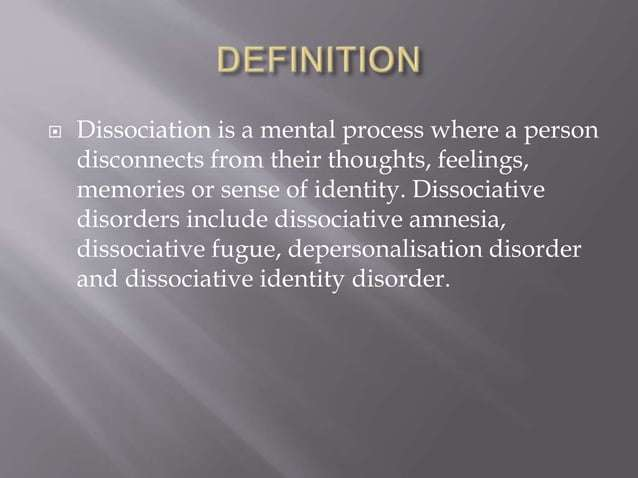 DEFINITION
Dissociation is a mental process where a person
disconnects from their thoughts, feelings,
memories or sense of identity. Dissociative
disorders include dissociative amnesia,
dissociative fugue, depersonalisation disorder
and dissociative identity disorder.